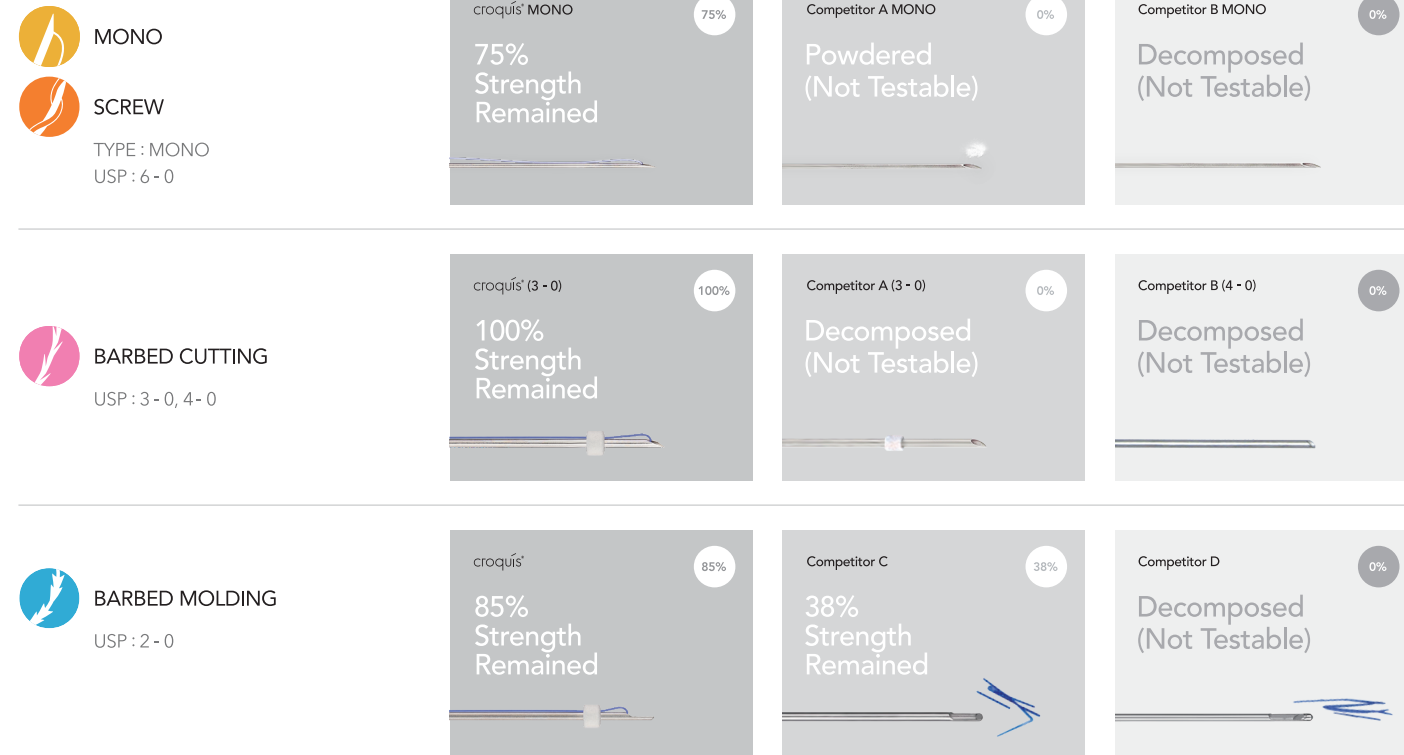 MONO
SCREW
TYPE : MONO
USP : 6 - 0
croquís® MONO
75%
75%
Strength
Remained
Competitor A MONO
0%
Powdered
(Not Testable)
Competitor B MONO
0%
Decomposed
(Not Testable)
BARBED CUTTING
USP : 3 - 0, 4 - 0
croquís® (3 - 0)
100%
100%
Strength
Remained
Competitor A (3 - 0)
0%
Decomposed
(Not Testable)
Competitor B (4 - 0)
0%
Decomposed
(Not Testable)
BARBED MOLDING
USP : 2 - 0
croquís®
85%
85%
Strength
Remained
Competitor C
38%
38%
Strength
Remained
Competitor D
0%
Decomposed
(Not Testable)